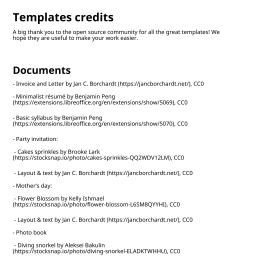 Templates credits
A big thank you to the open source community for all the great templates! We
hope they are useful to make your work easier.
Documents
- Invoice and Letter by Jan C. Borchardt (https://jancborchardt.net/), CC0
- Minimalist résumé by Benjamin Peng
(https://extensions.libreoffice.org/en/extensions/show/5069), CC0
- Basic syllabus by Benjamin Peng
(https://extensions.libreoffice.org/en/extensions/show/5070), CC0
- Party invitation:
- Cakes sprinkles by Brooke Lark
(https://stocksnap.io/photo/cakes-sprinkles-QQ2WDV12LM), CC0
- Layout & text by Jan C. Borchardt (https://jancborchardt.net/), CC0
- Mother's day:
- Flower Blossom by Kelly Ishmael
(https://stocksnap.io/photo/flower-blossom-L65M8QYYHI), CC0
- Layout & text by Jan C. Borchardt (https://jancborchardt.net/), CC0
- Photo book
- Diving snorkel by Aleksei Bakulin
(https://stocksnap.io/photo/diving-snorkel-ELADKTWHHU), CC0